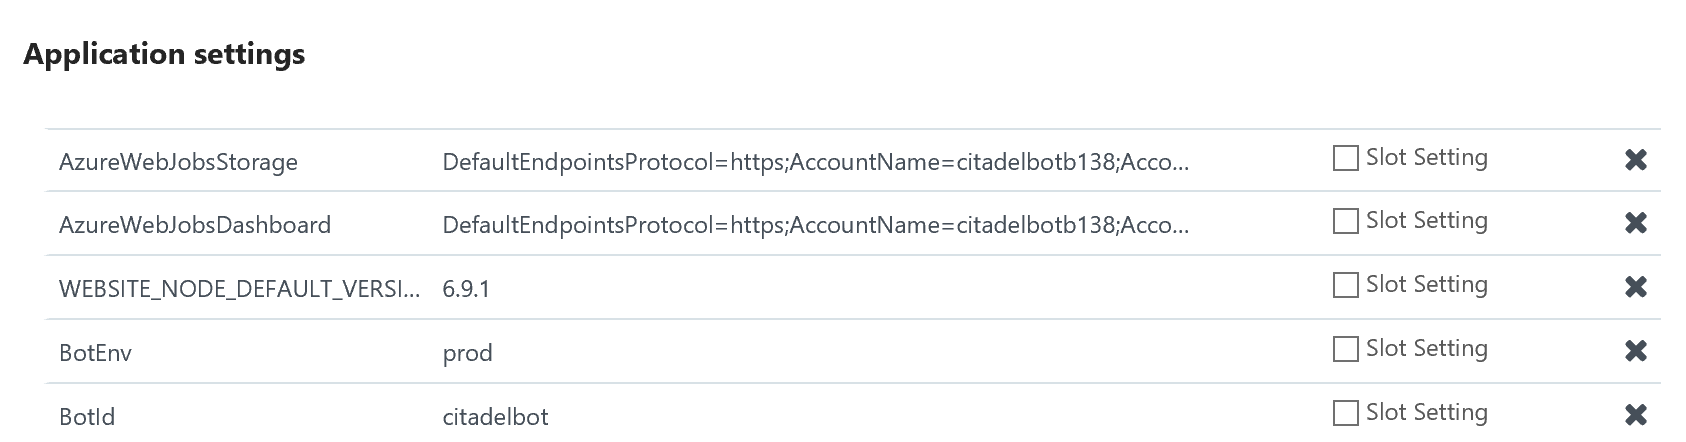 Application settings
AzureWebJobsStorage DefaultEndpointsProtocol=https;AccountName=citadelbotb138;Acco... Slot Setting
AzureWebJobsDashboard DefaultEndpointsProtocol=https;AccountName=citadelbotb138;Acco... Slot Setting
WEBSITE_NODE_DEFAULT_VERSI... 6.9.1 Slot Setting
BotEnv prod Slot Setting
BotId citadelbot Slot Setting